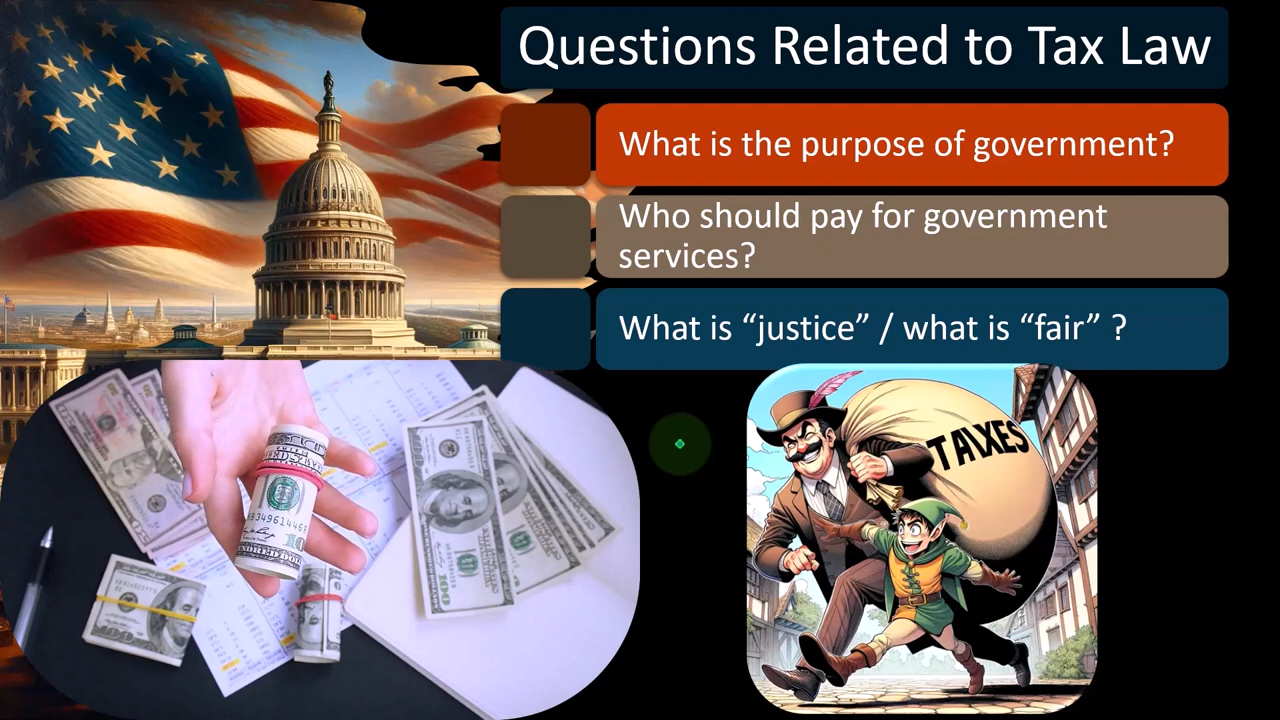 Questions Related to Tax Law
What is the purpose of government?
Who should pay for government
services?
What is “justice” / what is “fair” ?
TAXES